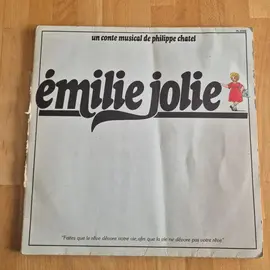 un conte musical de philippe chatel
émilie jolie
"Faites que le rêve dévore votre vie, afin que la vie ne dévore pas votre rêve"